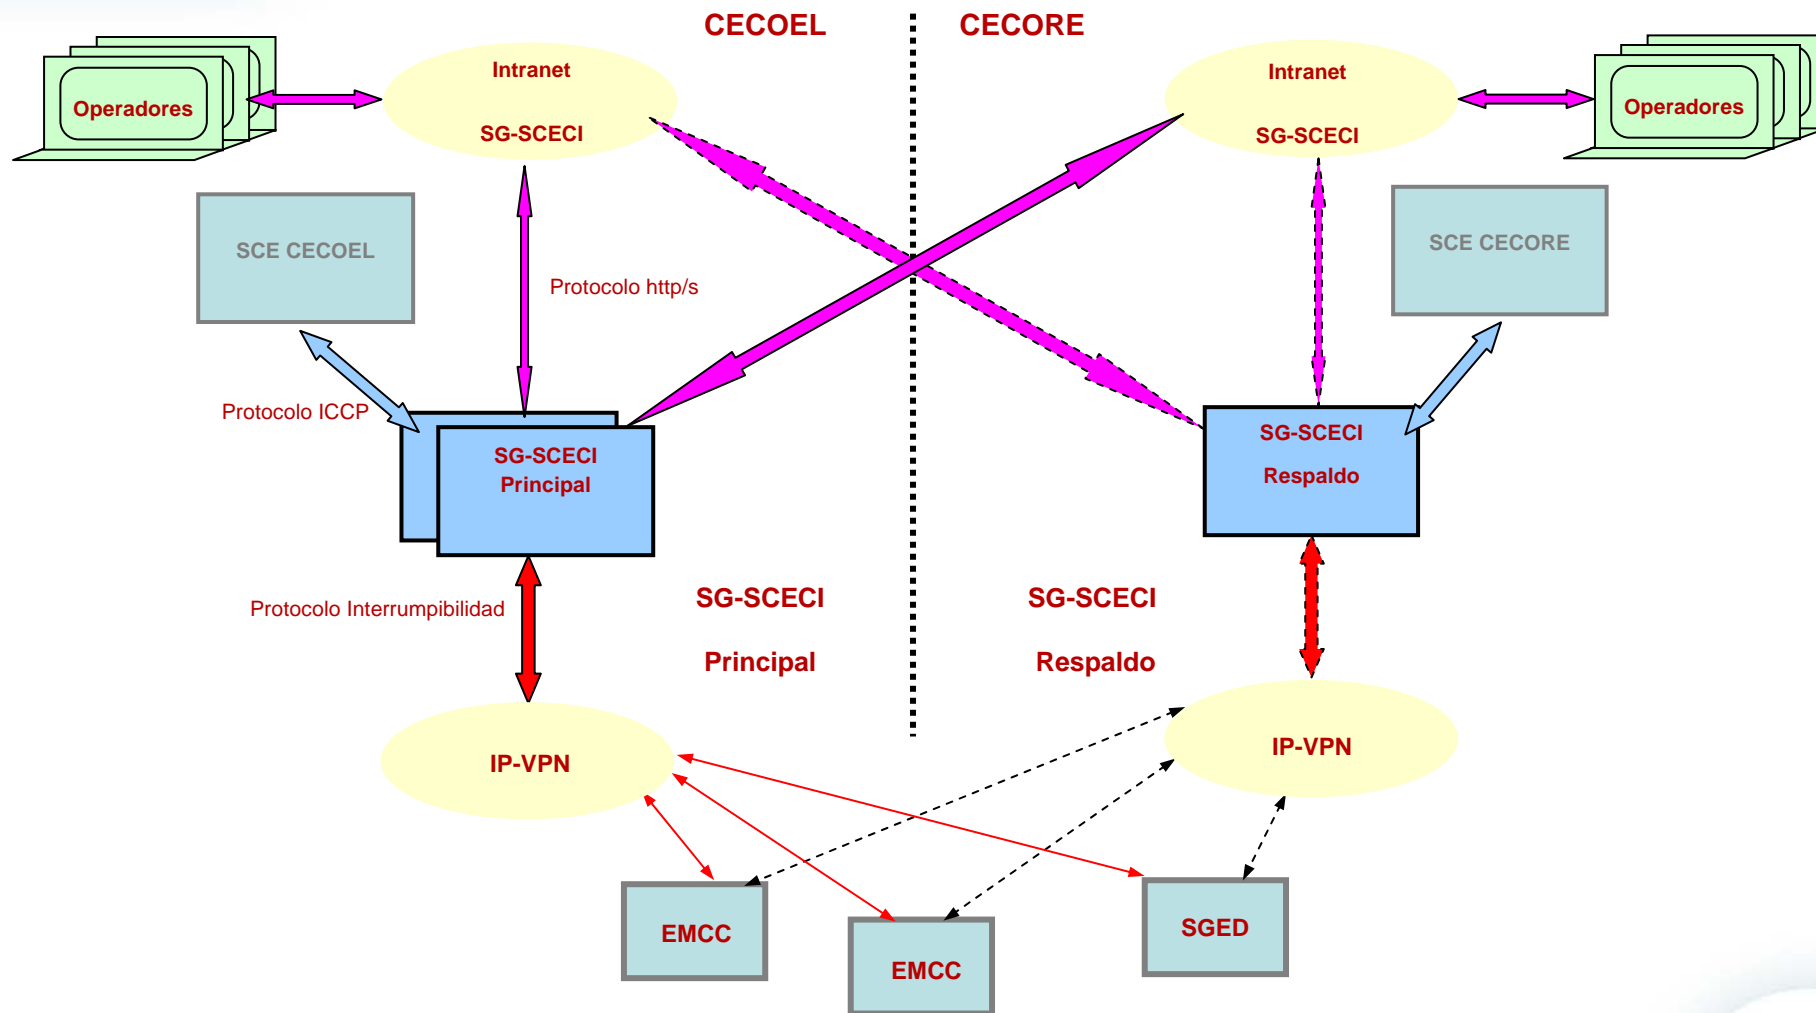 CECOEL
CECORE
Operadores
Intranet
SG-SCECI
Intranet
SG-SCECI
Operadores
SCE CECOEL
SCE CECORE
Protocolo http/s
Protocolo ICCP
SG-SCECI
Principal
SG-SCECI
Respaldo
Protocolo Interrumpibilidad
SG-SCECI
Principal
SG-SCECI
Respaldo
IP-VPN
IP-VPN
EMCC
EMCC
SGED